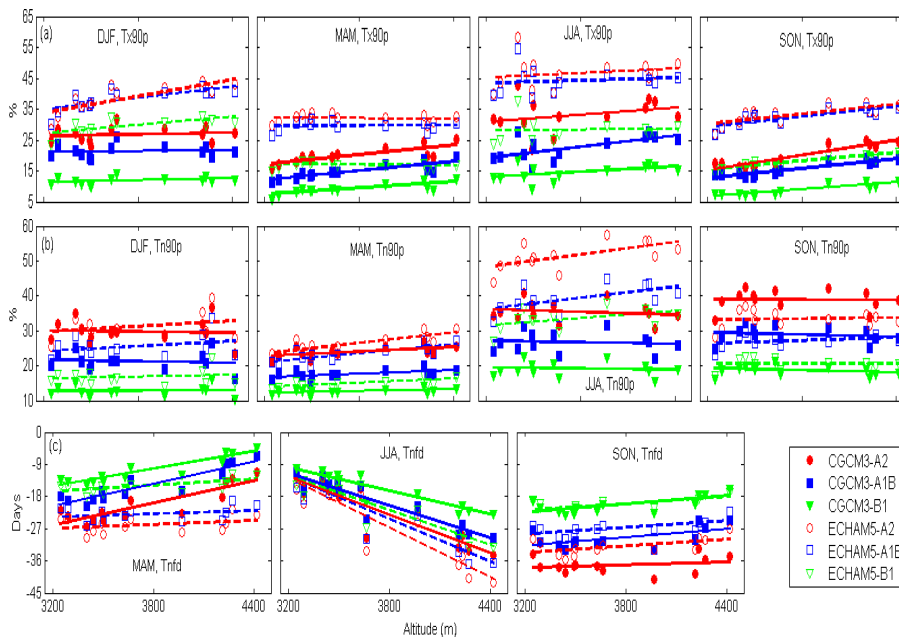 65
55
45
35
25
15
5
%
(a)
DJF, Tx90p
MAM, Tx90p
JJA, Tx90p
SON, Tx90p
60
50
40
30
20
10
%
(b)
DJF, Tn90p
MAM, Tn90p
JJA, Tn90p
SON, Tn90p
0
-9
-18
-27
-36
-45
Days
(c)
MAM, Tnfd
JJA, Tnfd
SON, Tnfd
3200 3800 4400
3200 3800 4400
3200 3800 4400
Altitude (m)
CGCM3-A2
CGCM3-A1B
CGCM3-B1
ECHAM5-A2
ECHAM5-A1B
ECHAM5-B1